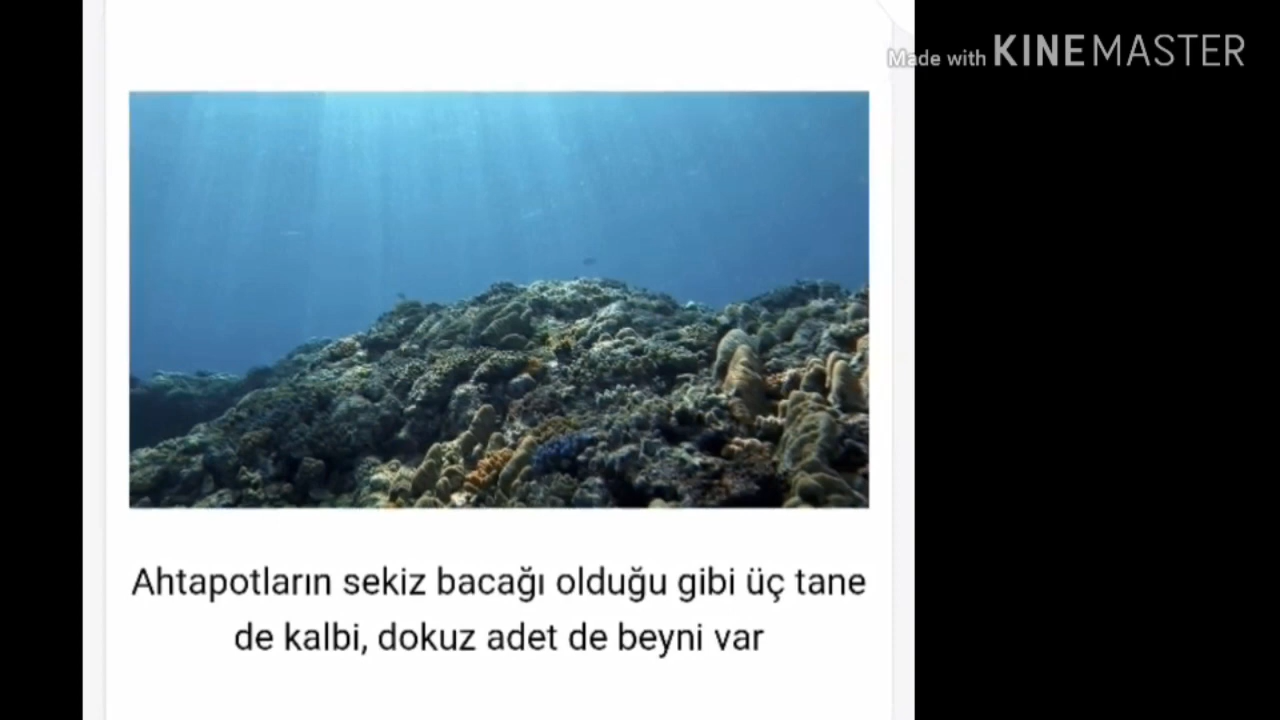 Made with KINEMASTER
Ahtapotların sekiz bacağı olduğu gibi üç tane
de kalbi, dokuz adet de beyni var